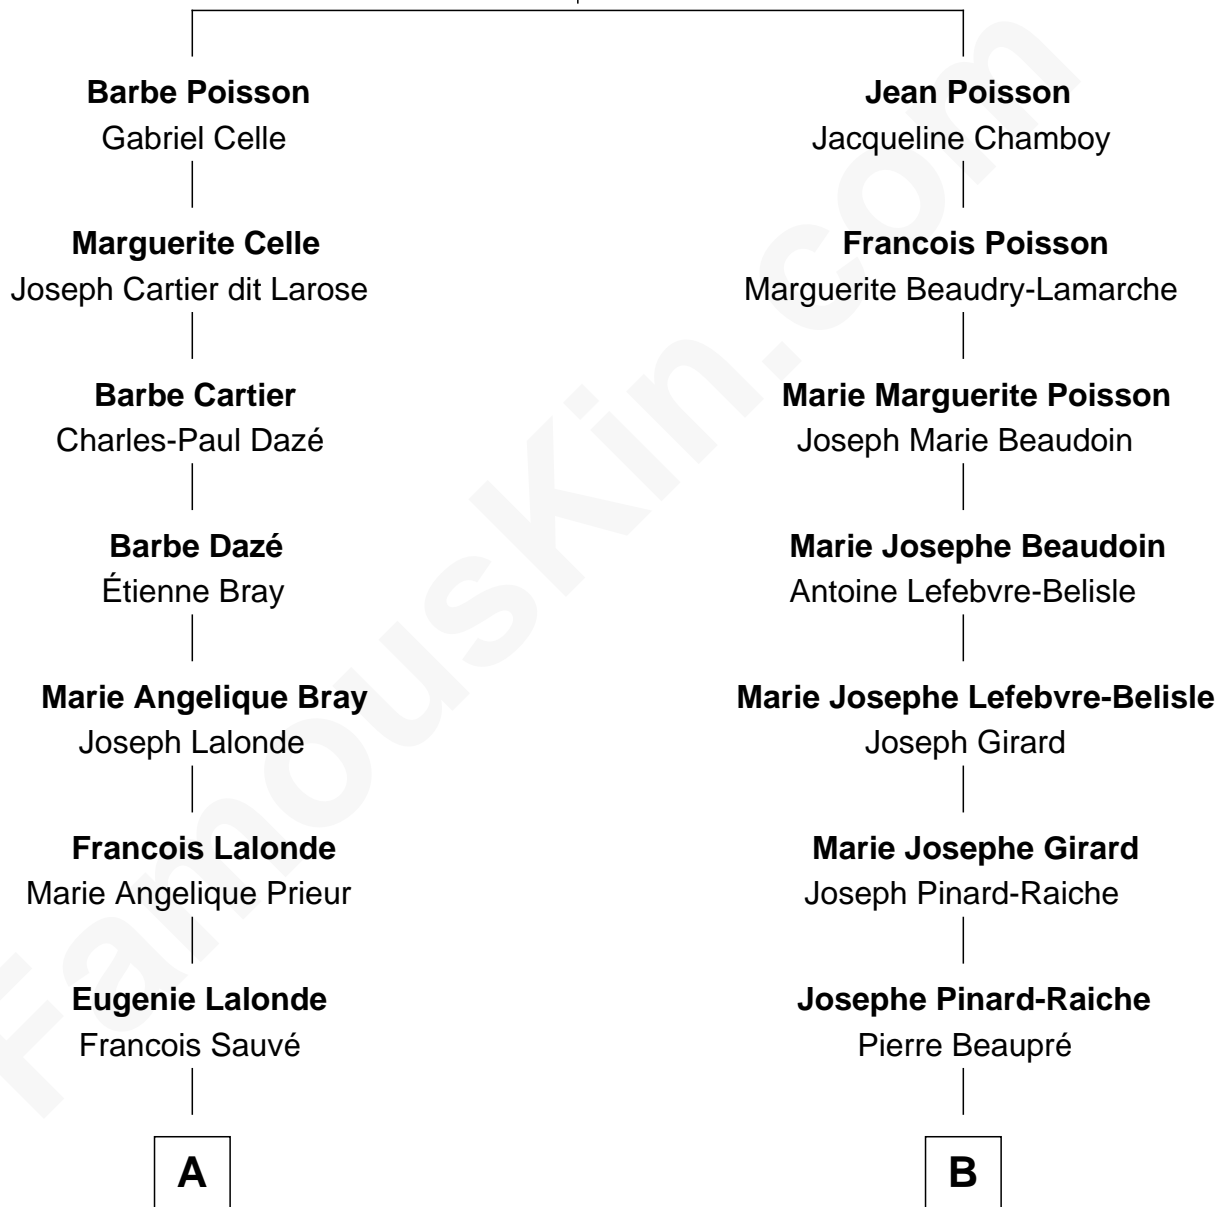 Barbe Poisson
Gabriel Celle
Marguerite Celle
Joseph Cartier dit Larose
Barbe Cartier
Charles-Paul Dazé
Barbe Dazé
Étienne Bray
Marie Angelique Bray
Joseph Lalonde
Francois Lalonde
Marie Angelique Prieur
Eugenie Lalonde
Francois Sauvé
A
Jean Poisson
Jacqueline Chamboy
Francois Poisson
Marguerite Beaudry-Lamarche
Marie Marguerite Poisson
Joseph Marie Beaudoin
Marie Josephe Beaudoin
Antoine Lefebvre-Belisle
Marie Josephe Lefebvre-Belisle
Joseph Girard
Marie Josephe Girard
Joseph Pinard-Raiche
Josephe Pinard-Raiche
Pierre Beaupré
B
FamousKin.com